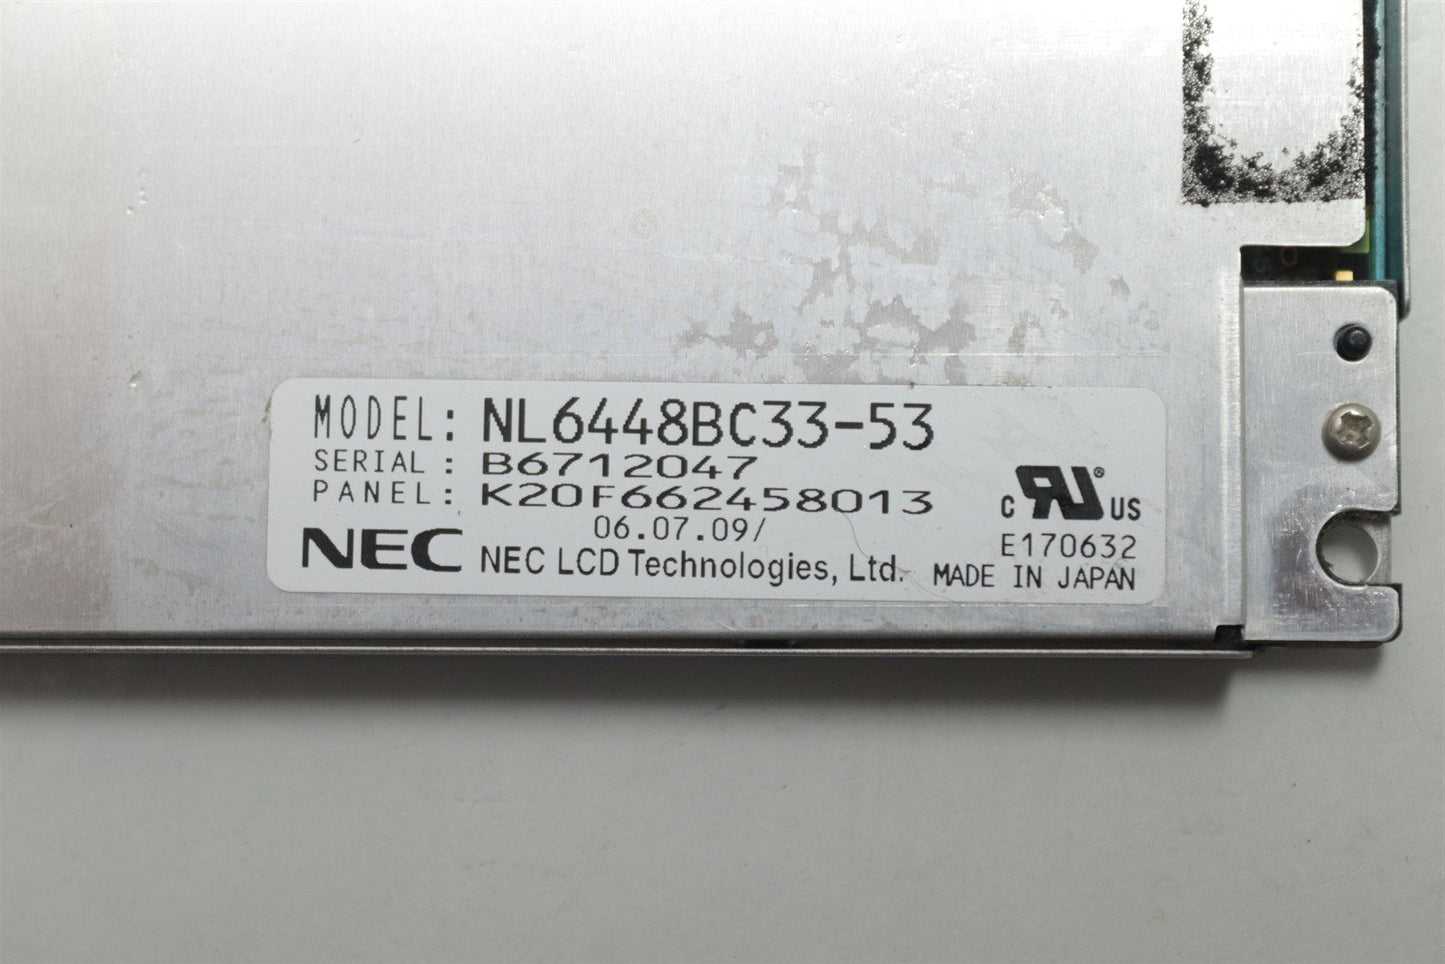 MODEL: NL6448BC33-53
SERIAL: B6712047
PANEL: K20F662458013
06.07.09/
NEC NEC LCD Technologies, Ltd.
c RU® US
E170632
MADE IN JAPAN